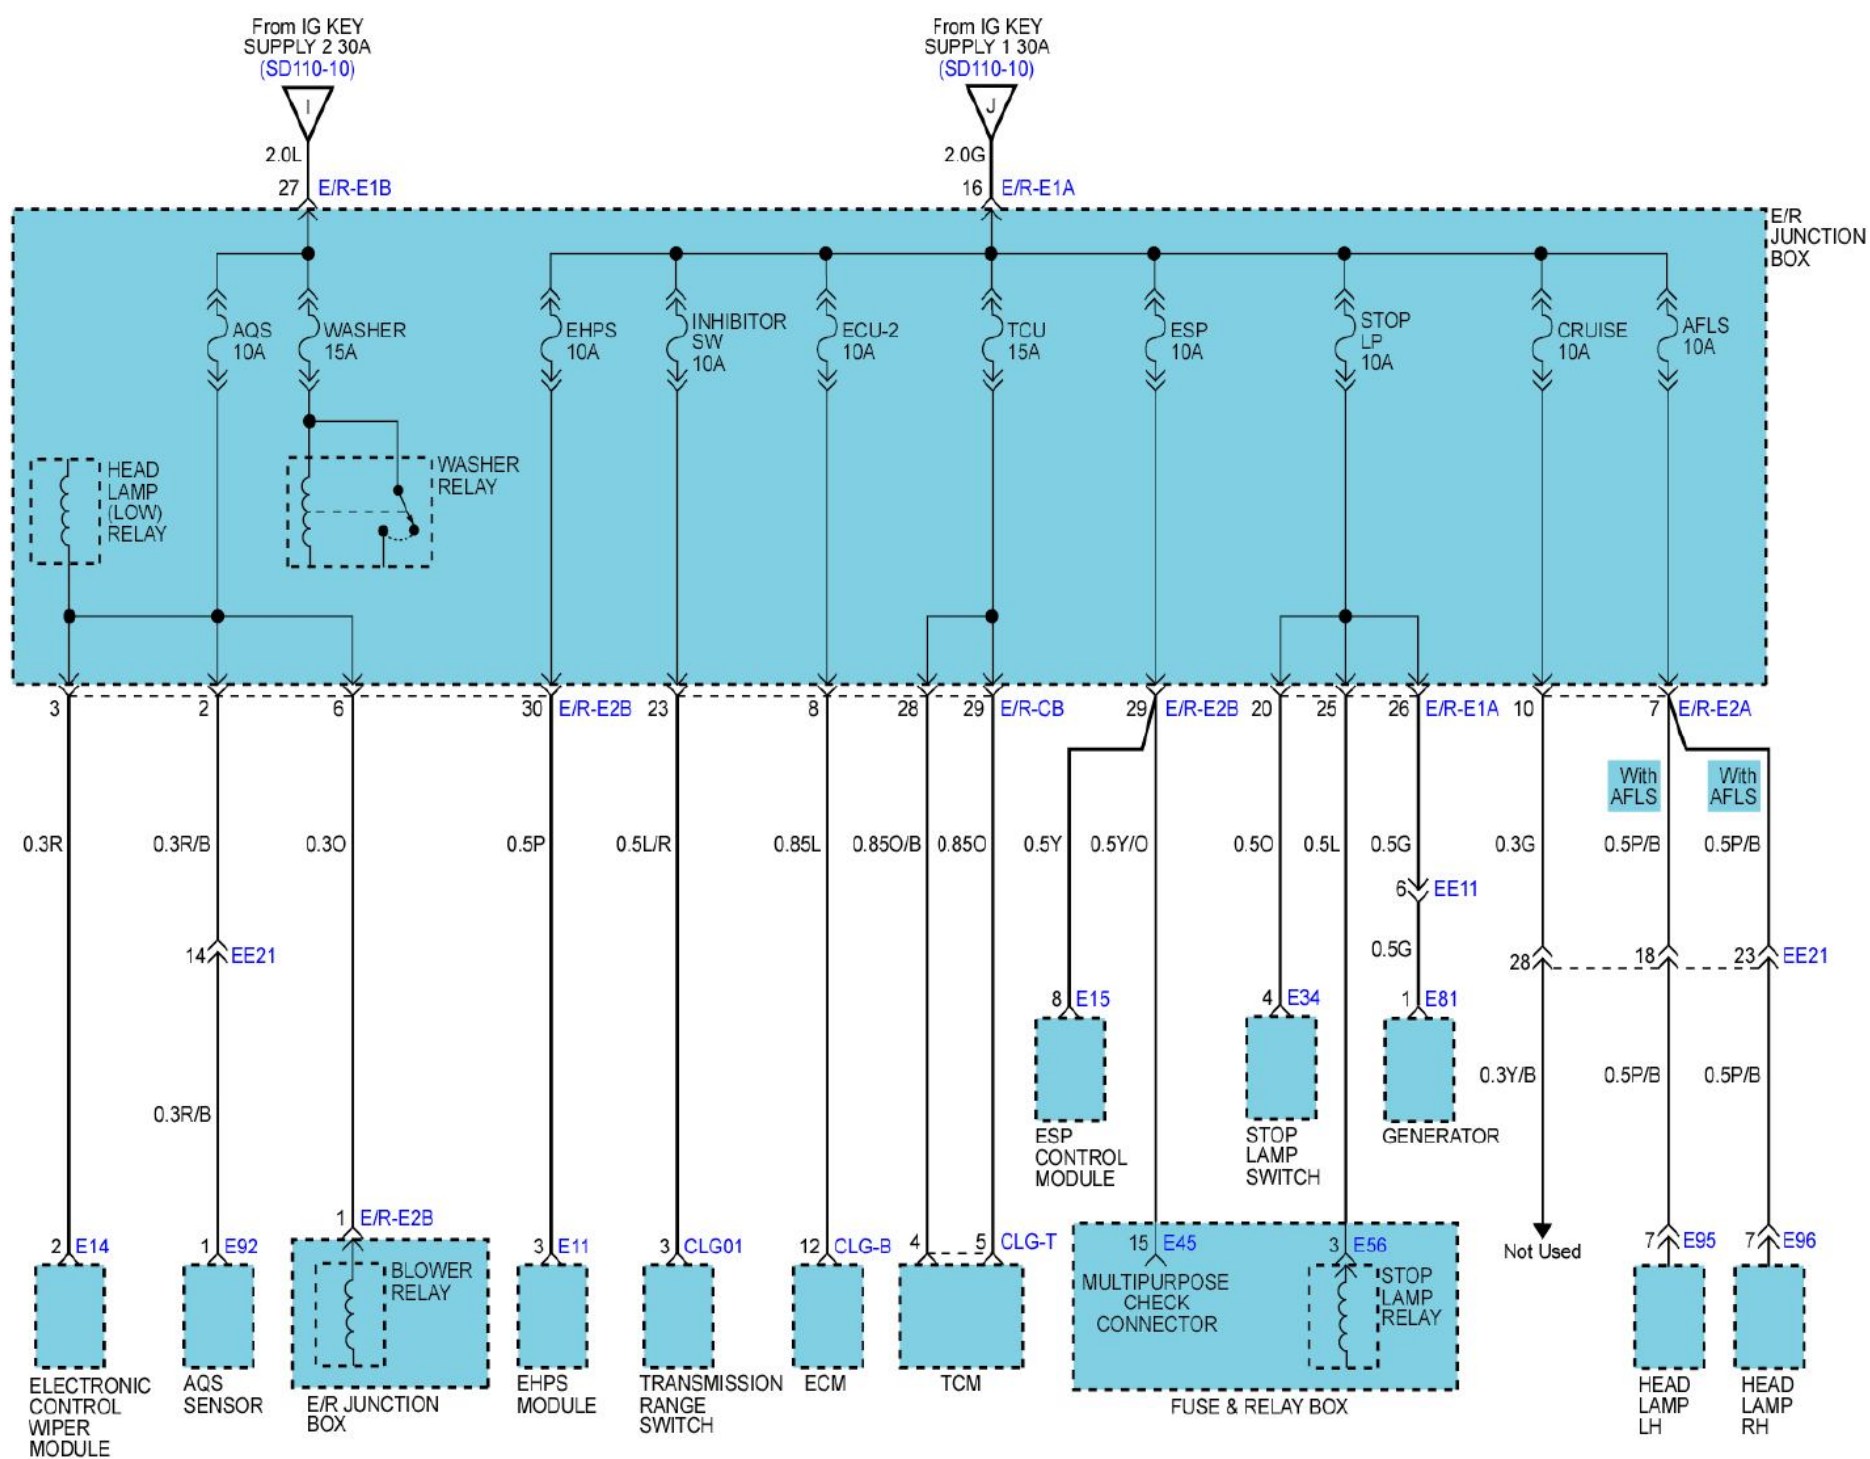 From IG KEY
SUPPLY 2 30A
(SD110-10)
I
2.0L
27 E/R-E1B
From IG KEY
SUPPLY 1 30A
(SD110-10)
J
2.0G
16 E/R-E1A
E/R
JUNCTION
BOX
AQS
10A
WASHER
15A
EHPS
10A
INHIBITOR
SW
10A
ECU-2
10A
TCU
15A
ESP
10A
STOP
LP
10A
CRUISE
10A
AFLS
10A
HEAD
LAMP
(LOW)
RELAY
WASHER
RELAY
3 2 6 30 E/R-E2B 23 8 28 29 E/R-CB 29 E/R-E2B 20 25 26 E/R-E1A 10 7 E/R-E2A
With
AFLS
With
AFLS
0.3R 0.3R/B 0.3O 0.5P 0.5L/R 0.85L 0.85O/B 0.85O 0.5Y 0.5Y/O 0.5O 0.5L 0.5G 0.3G 0.5P/B 0.5P/B
6 EE11
14 EE21
0.5G
28 18 23 EE21
8 E15
4 E34
1 E81
0.3Y/B 0.5P/B 0.5P/B
0.3R/B
ESP
CONTROL
MODULE
STOP
LAMP
SWITCH
GENERATOR
1 E/R-E2B
2 E14
1 E92
3 E11
3 CLG01
12 CLG-B
4 5 CLG-T
15 E45
3 E56
Not Used
7 E95
7 E96
BLOWER
RELAY
MULTIPURPOSE
CHECK
CONNECTOR
STOP
LAMP
RELAY
ELECTRONIC
CONTROL
WIPER
MODULE
AQS
SENSOR
E/R JUNCTION
BOX
EHPS
MODULE
TRANSMISSION
RANGE
SWITCH
ECM
TCM
FUSE & RELAY BOX
HEAD
LAMP
LH
HEAD
LAMP
RH